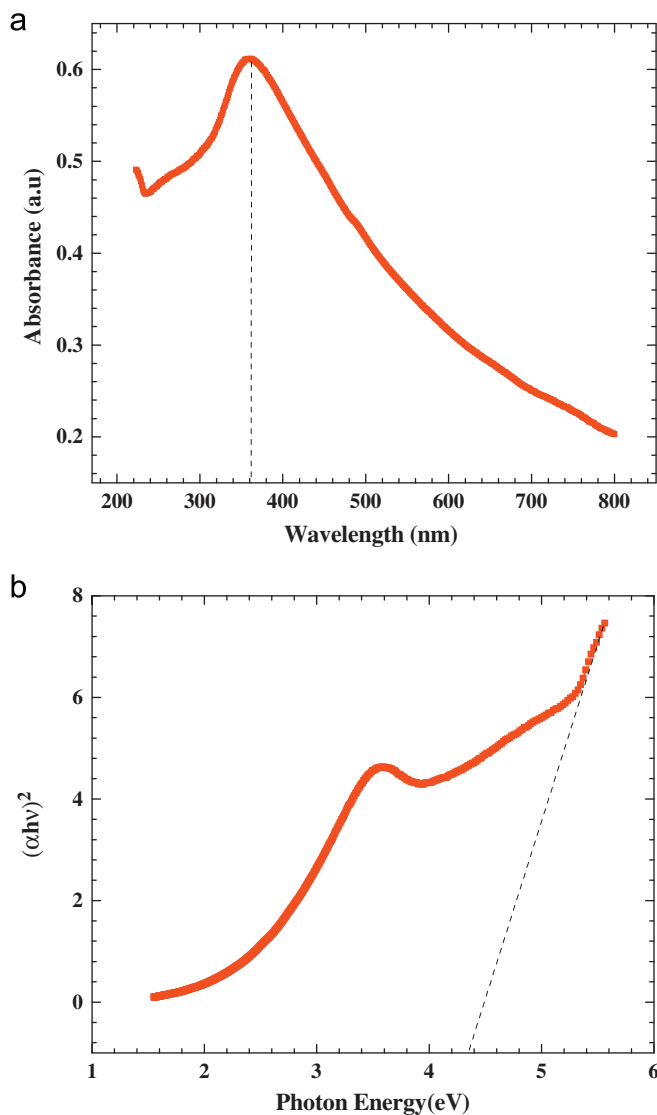 a
0.6
0.5
0.4
0.3
0.2
Absorbance (a.u)
200 300 400 500 600 700 800
Wavelength (nm)
b
8
6
4
2
0
(αhν)²
1 2 3 4 5 6
Photon Energy(eV)